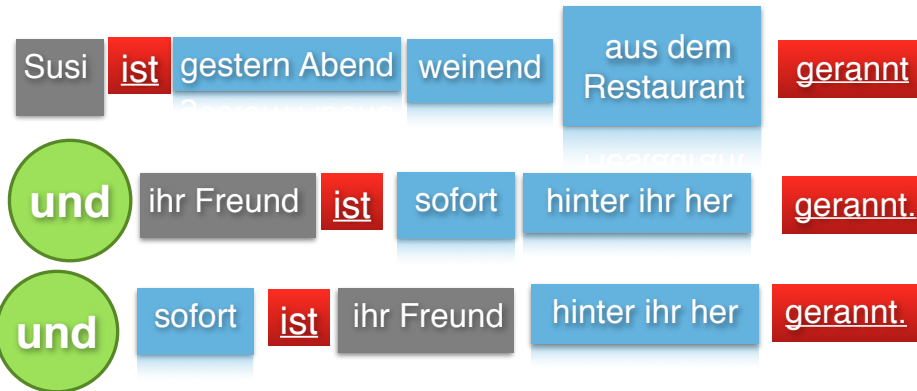 Susi ist gestern Abend weinend aus dem Restaurant gerannt
und ihr Freund ist sofort hinter ihr her gerannt.
und sofort ist ihr Freund hinter ihr her gerannt.